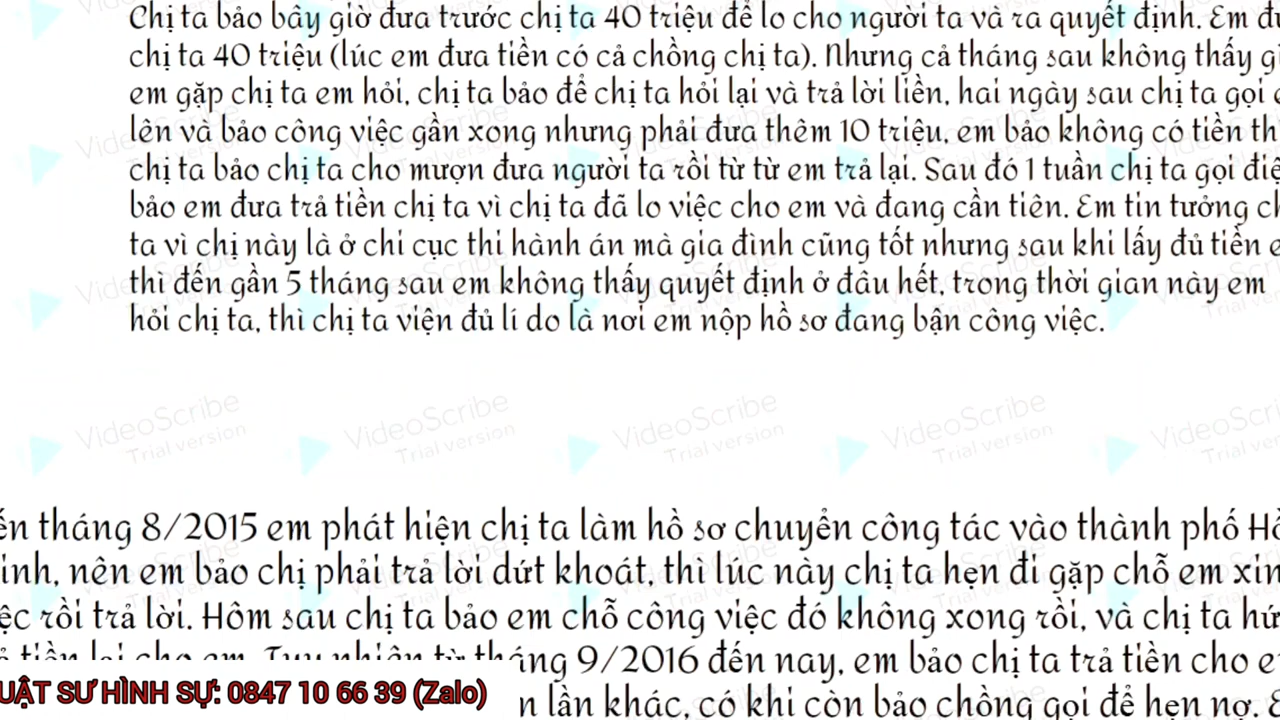 Chị ta bảo bây giờ đưa trước chị ta 40 triệu để lo cho người ta và ra quyết định. Em
chị ta 40 triệu (lúc em đưa tiền có cả chồng chị ta). Nhưng cả tháng sau không thấy
em gặp chị ta em hỏi, chị ta bảo để chị ta hỏi lại và trả lời liền, hai ngày sau chị ta gọi
lên và bảo công việc gần xong nhưng phải đưa thêm 10 triệu, em bảo không có tiền
chị ta bảo chị ta cho mượn đưa người ta rồi từ từ em trả lại. Sau đó 1 tuần chị ta gọi
bảo em đưa trả tiền chị ta vì chị ta đã lo việc cho em và đang cần tiên. Em tin tưởng
ta vì chị này là ở chi cục thi hành án mà gia đình cũng tốt nhưng sau khi lấy đủ tiền
thì đến gần 5 tháng sau em không thấy quyết định ở đâu hết, trong thời gian này em
hỏi chị ta, thì chị ta viện đủ lí do là nơi em nộp hồ sơ đang bận công việc.
VideoScribe
Trial version
tháng 8/2015 em phát hiện chị ta làm hồ sơ chuyển công tác vào thành phố
nên em bảo chị phải trả lời dứt khoát, thì lúc này chị ta hẹn đi gặp chỗ em
rồi trả lời. Hôm sau chị ta bảo em chỗ công việc đó không xong rồi, và chị ta
tiền lại cho em. Tuy nhiên từ tháng 9/2016 đến nay, em bảo chị ta trả tiền cho
lần khác, có khi còn bảo chồng gọi để hẹn nợ.
SƯ HÌNH SỰ: 0847 10 66 39 (Zalo)